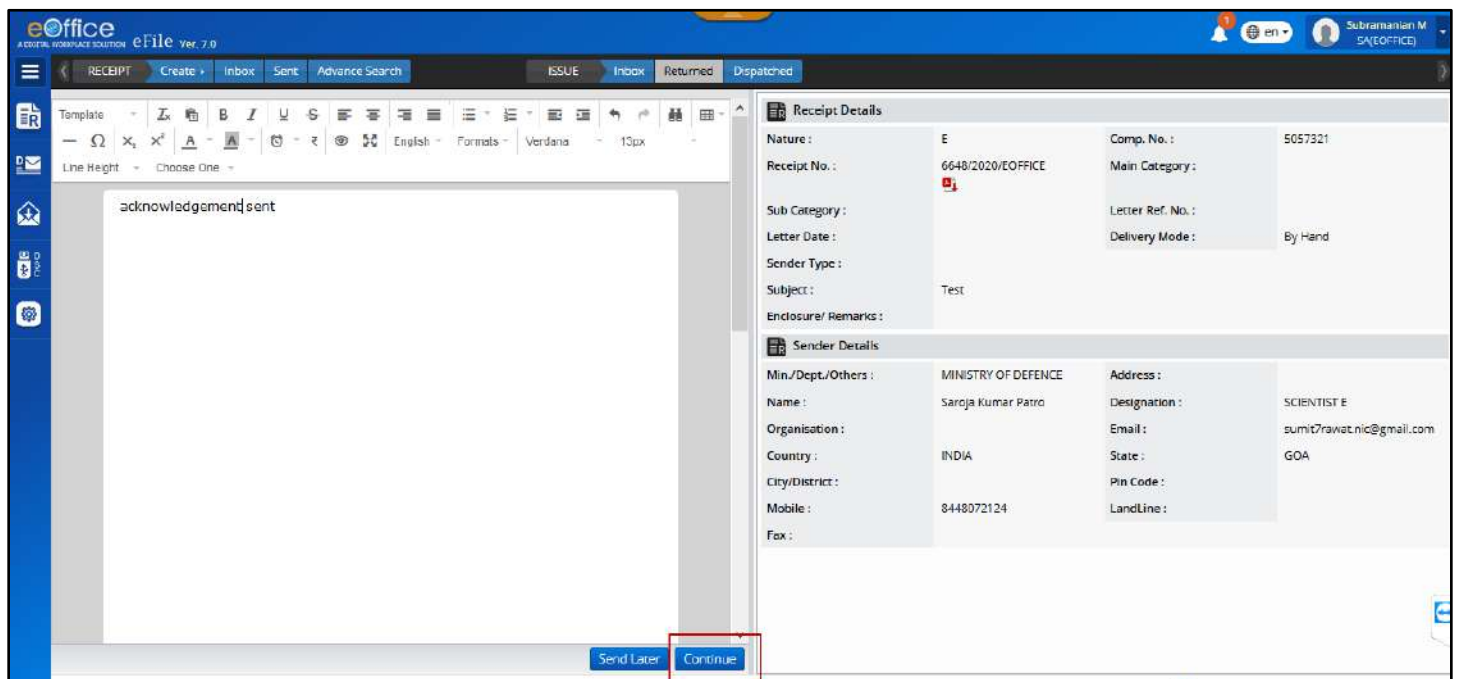 eOffice
A DIGITAL WORKPLACE SOLUTION eFile Ver. 7.0
1
en
Subramanian M
SA(EOFFICE)
RECEIPT Create Inbox Sent Advance Search ISSUE Inbox Returned Dispatched
Template B I U S
Ω X₂ X² A A ₹ English Formats Verdana 13px
Line Height Choose One
acknowledgement sent
Send Later Continue
Receipt Details
Nature : E Comp. No. : 5057321
Receipt No. : 6648/2020/EOFFICE Main Category :
Sub Category : Letter Ref. No. :
Letter Date : Delivery Mode : By Hand
Sender Type :
Subject : Test
Enclosure/ Remarks :
Sender Details
Min./Dept./Others : MINISTRY OF DEFENCE Address :
Name : Saroja Kumar Patro Designation : SCIENTIST E
Organisation : Email : sumit7rawat.nic@gmail.com
Country : INDIA State : GOA
City/District : Pin Code :
Mobile : 8448072124 LandLine :
Fax :